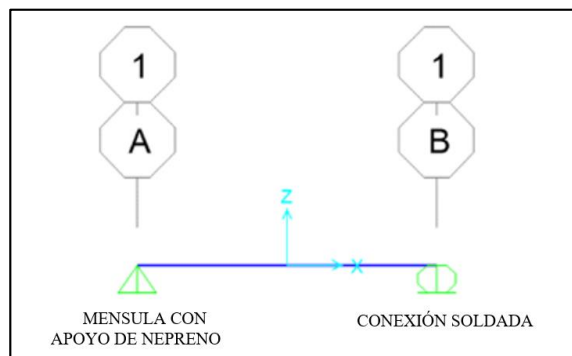 1
1
A
B
Z
X
MENSULA CON
APOYO DE NEPRENO
CONEXIÓN SOLDADA